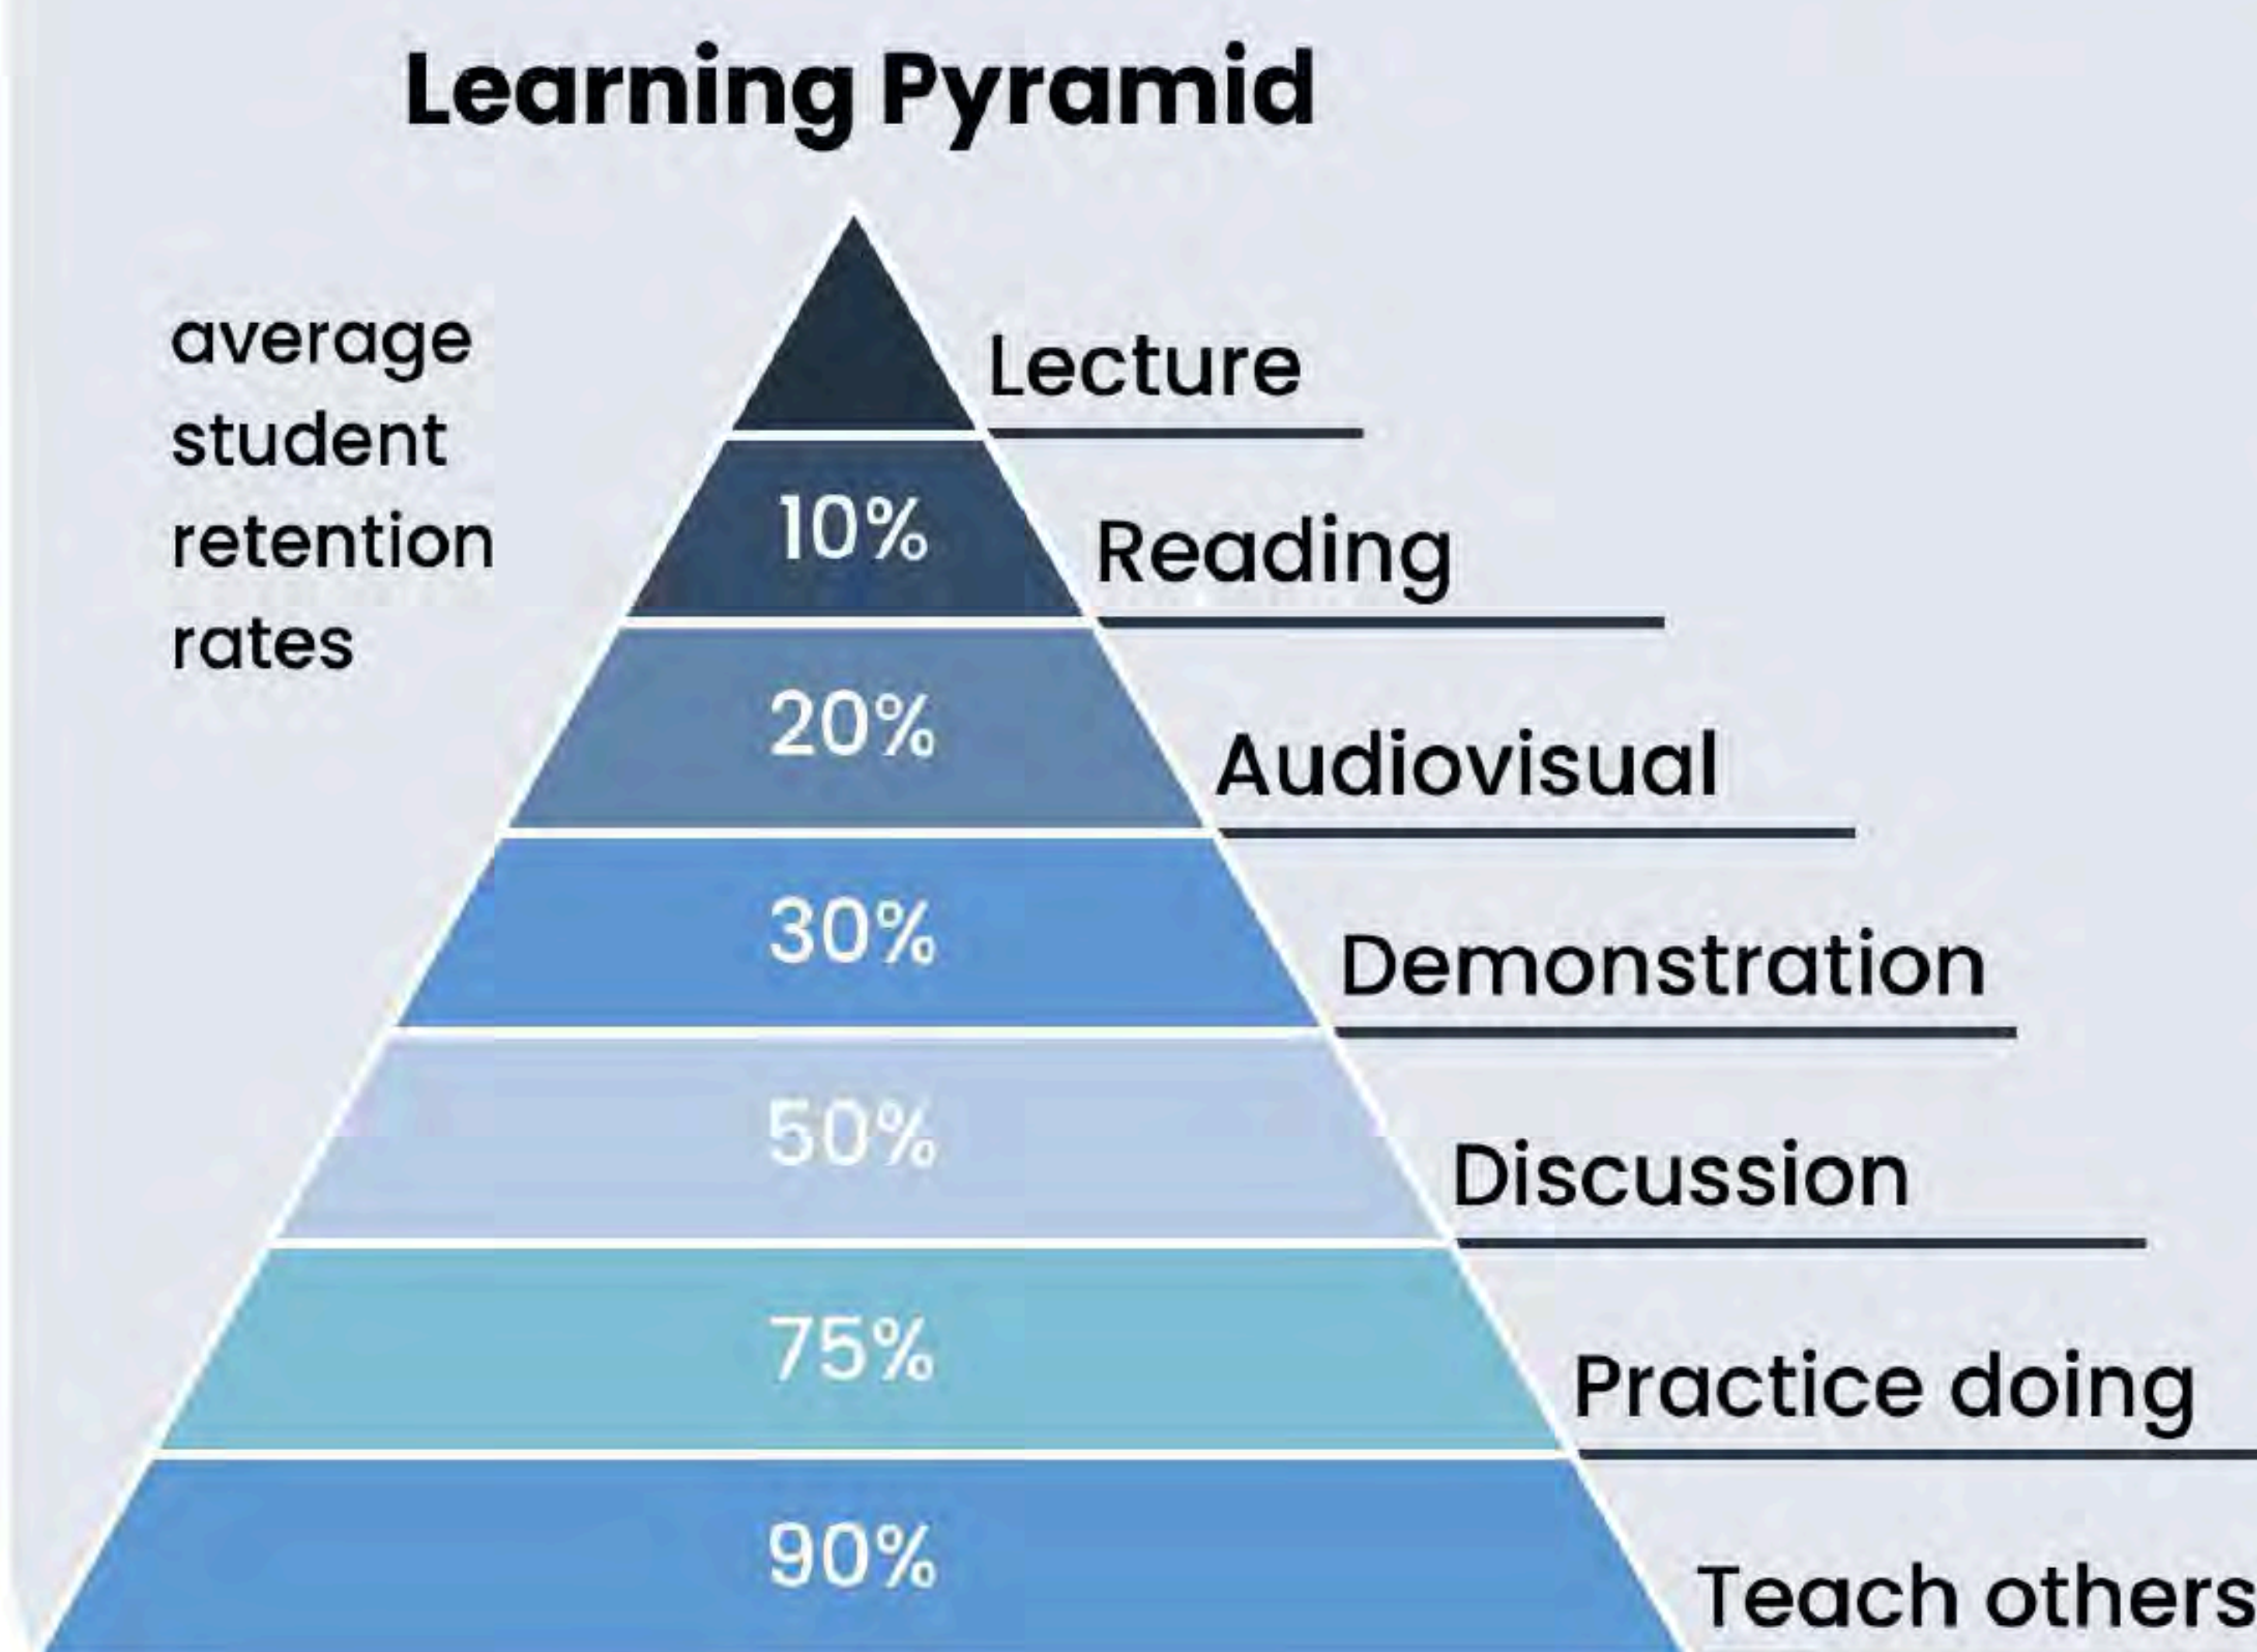 Learning Pyramid
average
student
retention
rates
Lecture
10%
Reading
20%
Audiovisual
30%
Demonstration
50%
Discussion
75%
Practice doing
90%
Teach others